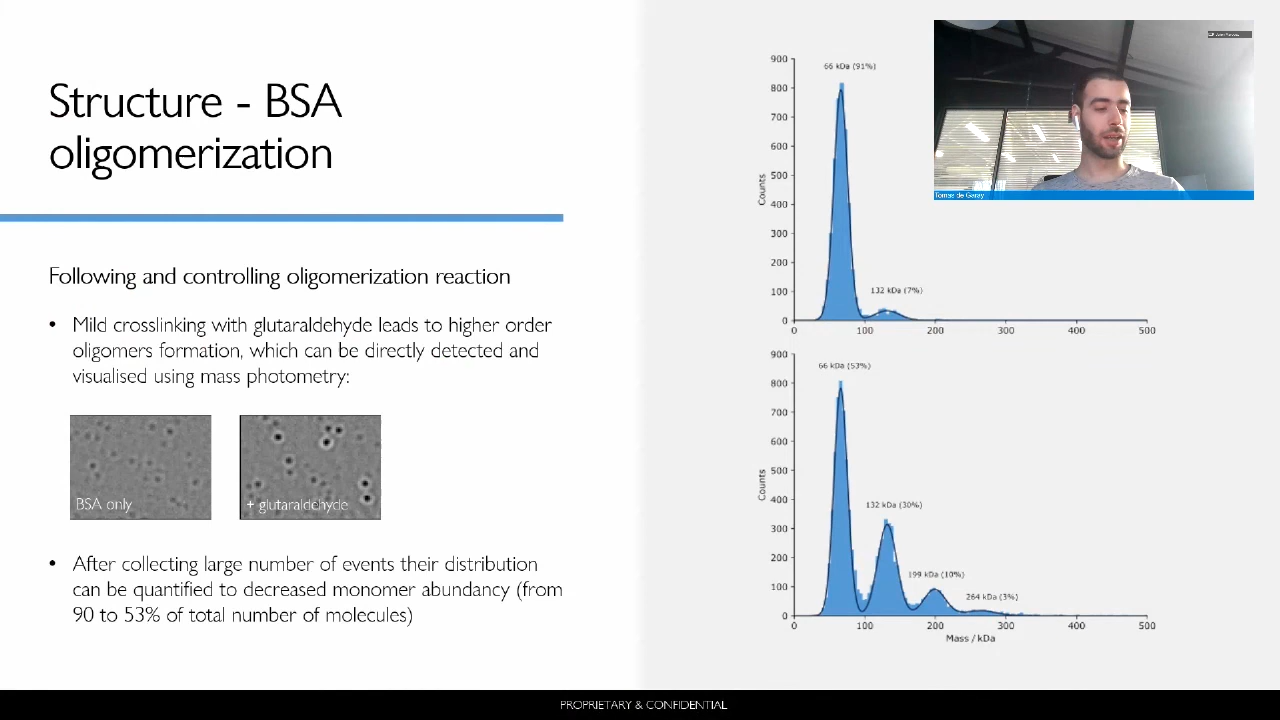 Structure - BSA
oligomerization
Following and controlling oligomerization reaction
• Mild crosslinking with glutaraldehyde leads to higher order
oligomers formation, which can be directly detected and
visualised using mass photometry:
BSA only
+ glutaraldehyde
• After collecting large number of events their distribution
can be quantified to decreased monomer abundancy (from
90 to 53% of total number of molecules)
900
800
700
600
500
400
300
200
100
0
Counts
66 kDa (91%)
132 kDa (7%)
0 100 200 300 400 500
900
800
700
600
500
400
300
200
100
0
Counts
66 kDa (53%)
132 kDa (30%)
199 kDa (10%)
264 kDa (3%)
0 100 200 300 400 500
Mass / kDa
Tomas de Garay
PROPRIETARY & CONFIDENTIAL